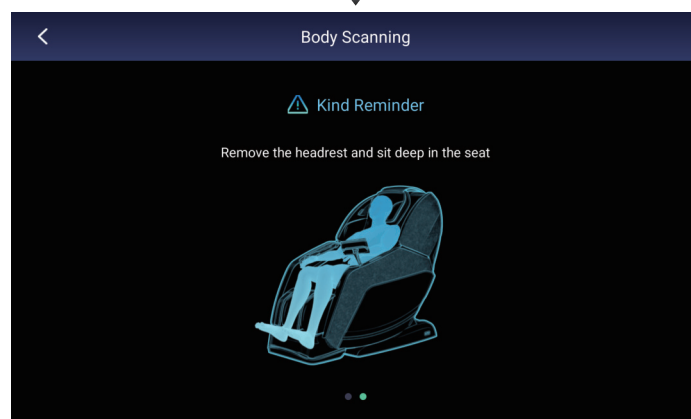 Body Scanning
Kind Reminder
Remove the headrest and sit deep in the seat